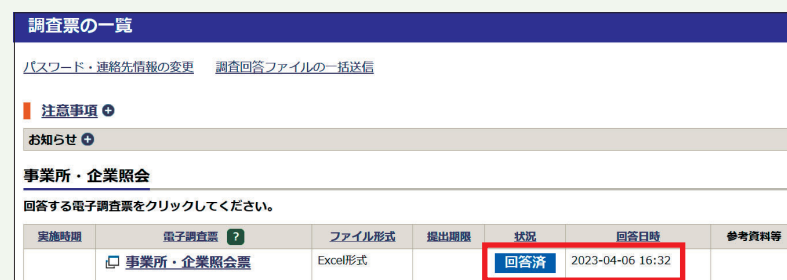 調査票の一覧
パスワード・連絡先情報の変更 調査回答ファイルの一括送信
注意事項
お知らせ
事業所・企業照会
回答する電子調査票をクリックしてください。
実施時期 電子調査票 ? ファイル形式 提出期限 状況 回答日時 参考資料等
事業所・企業照会票 Excel形式 回答済 2023-04-06 16:32